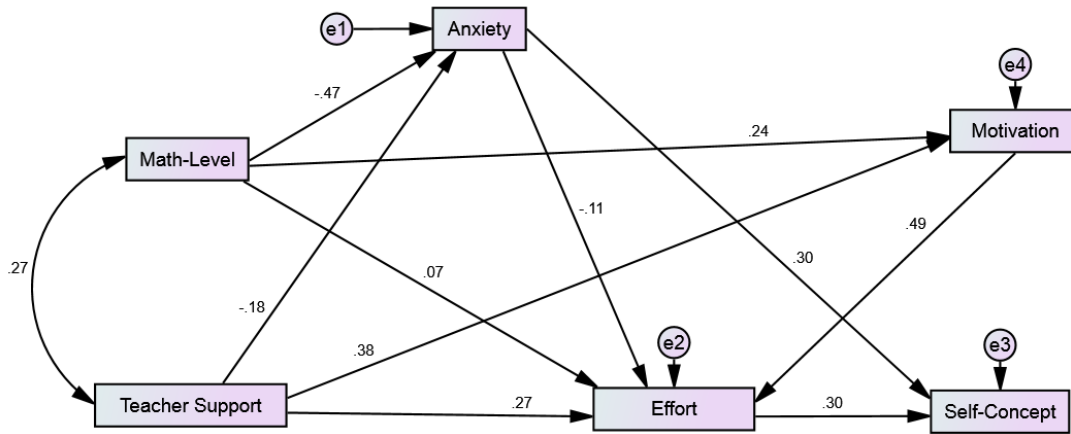 e1
Anxiety
e4
-.47
.24
Motivation
Math-Level
-.11
.49
.27
.07
.30
-.18
.38
e2
e3
Teacher Support
.27
Effort
.30
Self-Concept